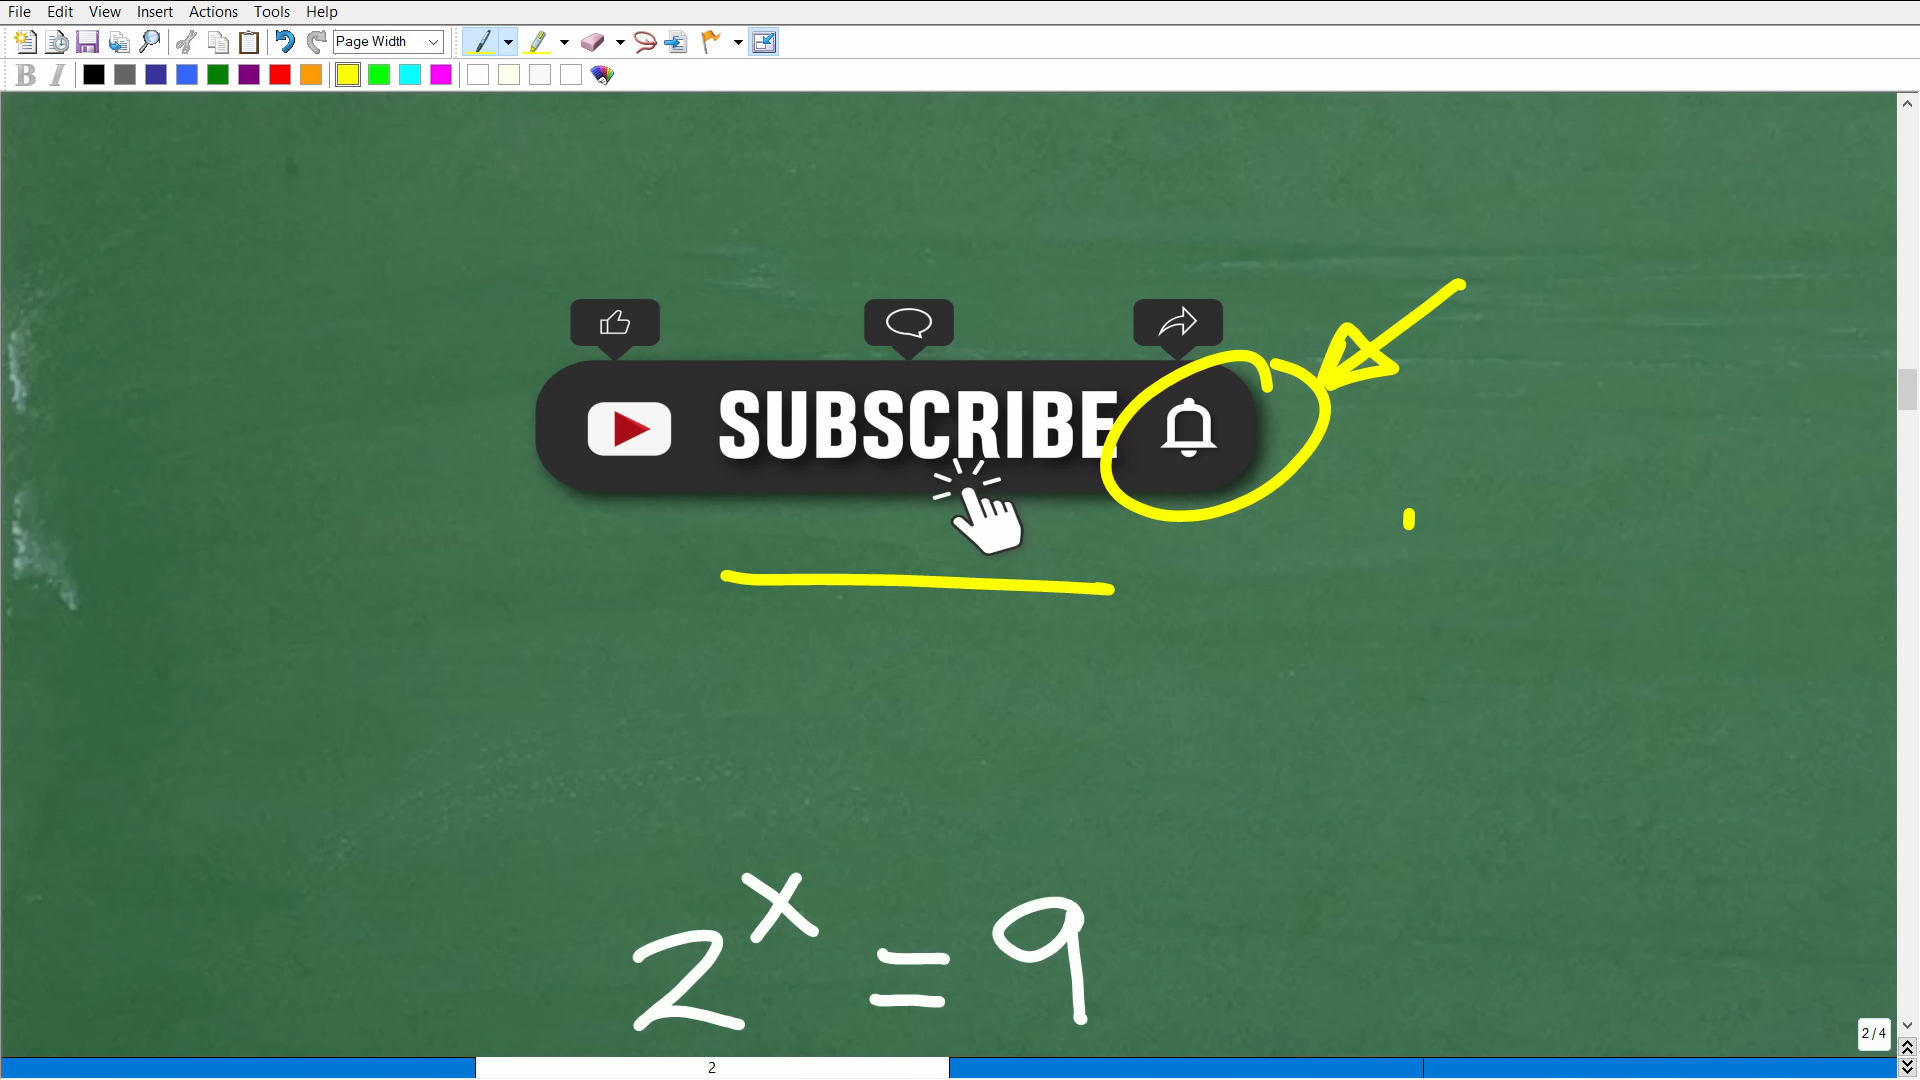 File Edit View Insert Actions Tools Help
B I Page Width
SUBSCRIBE
2^x = 9
2 / 4
2